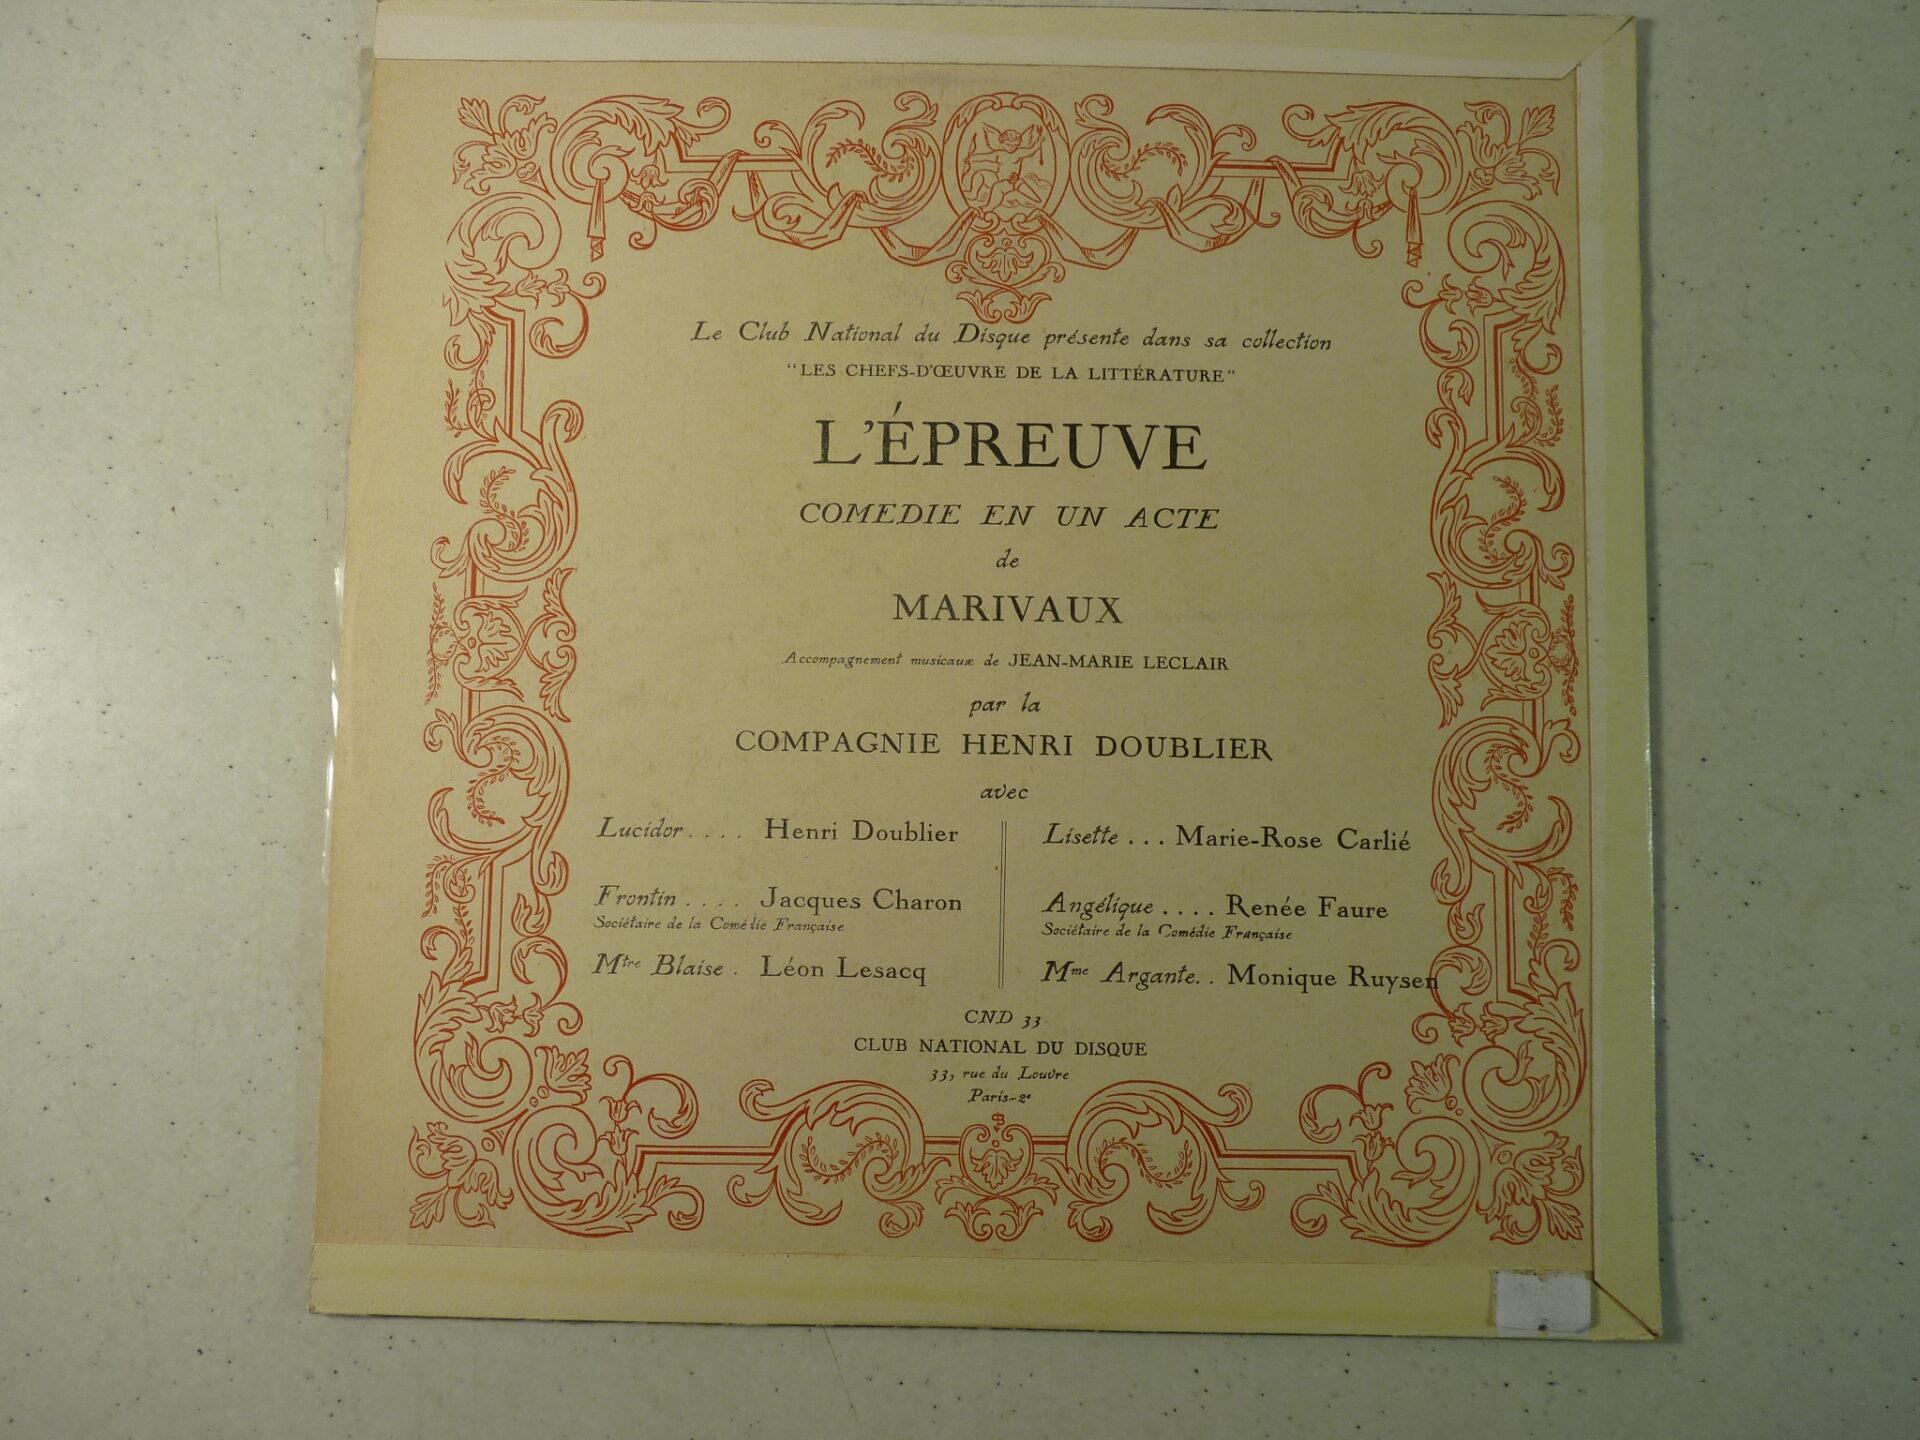 Le Club National du Disque présente dans sa collection
"LES CHEFS-D'ŒUVRE DE LA LITTÉRATURE"
L'ÉPREUVE
COMEDIE EN UN ACTE
de
MARIVAUX
Accompagnement musicaux de JEAN-MARIE LECLAIR
par la
COMPAGNIE HENRI DOUBLIER
avec
Lucidor .... Henri Doublier
Frontin .... Jacques Charon
Sociétaire de la Comédie Française
Mtre Blaise . Léon Lesacq
Lisette ... Marie-Rose Carlié
Angélique .... Renée Faure
Sociétaire de la Comédie Française
Mme Argante.. Monique Ruysen
CND 33
CLUB NATIONAL DU DISQUE
33, rue du Louvre
Paris-2e